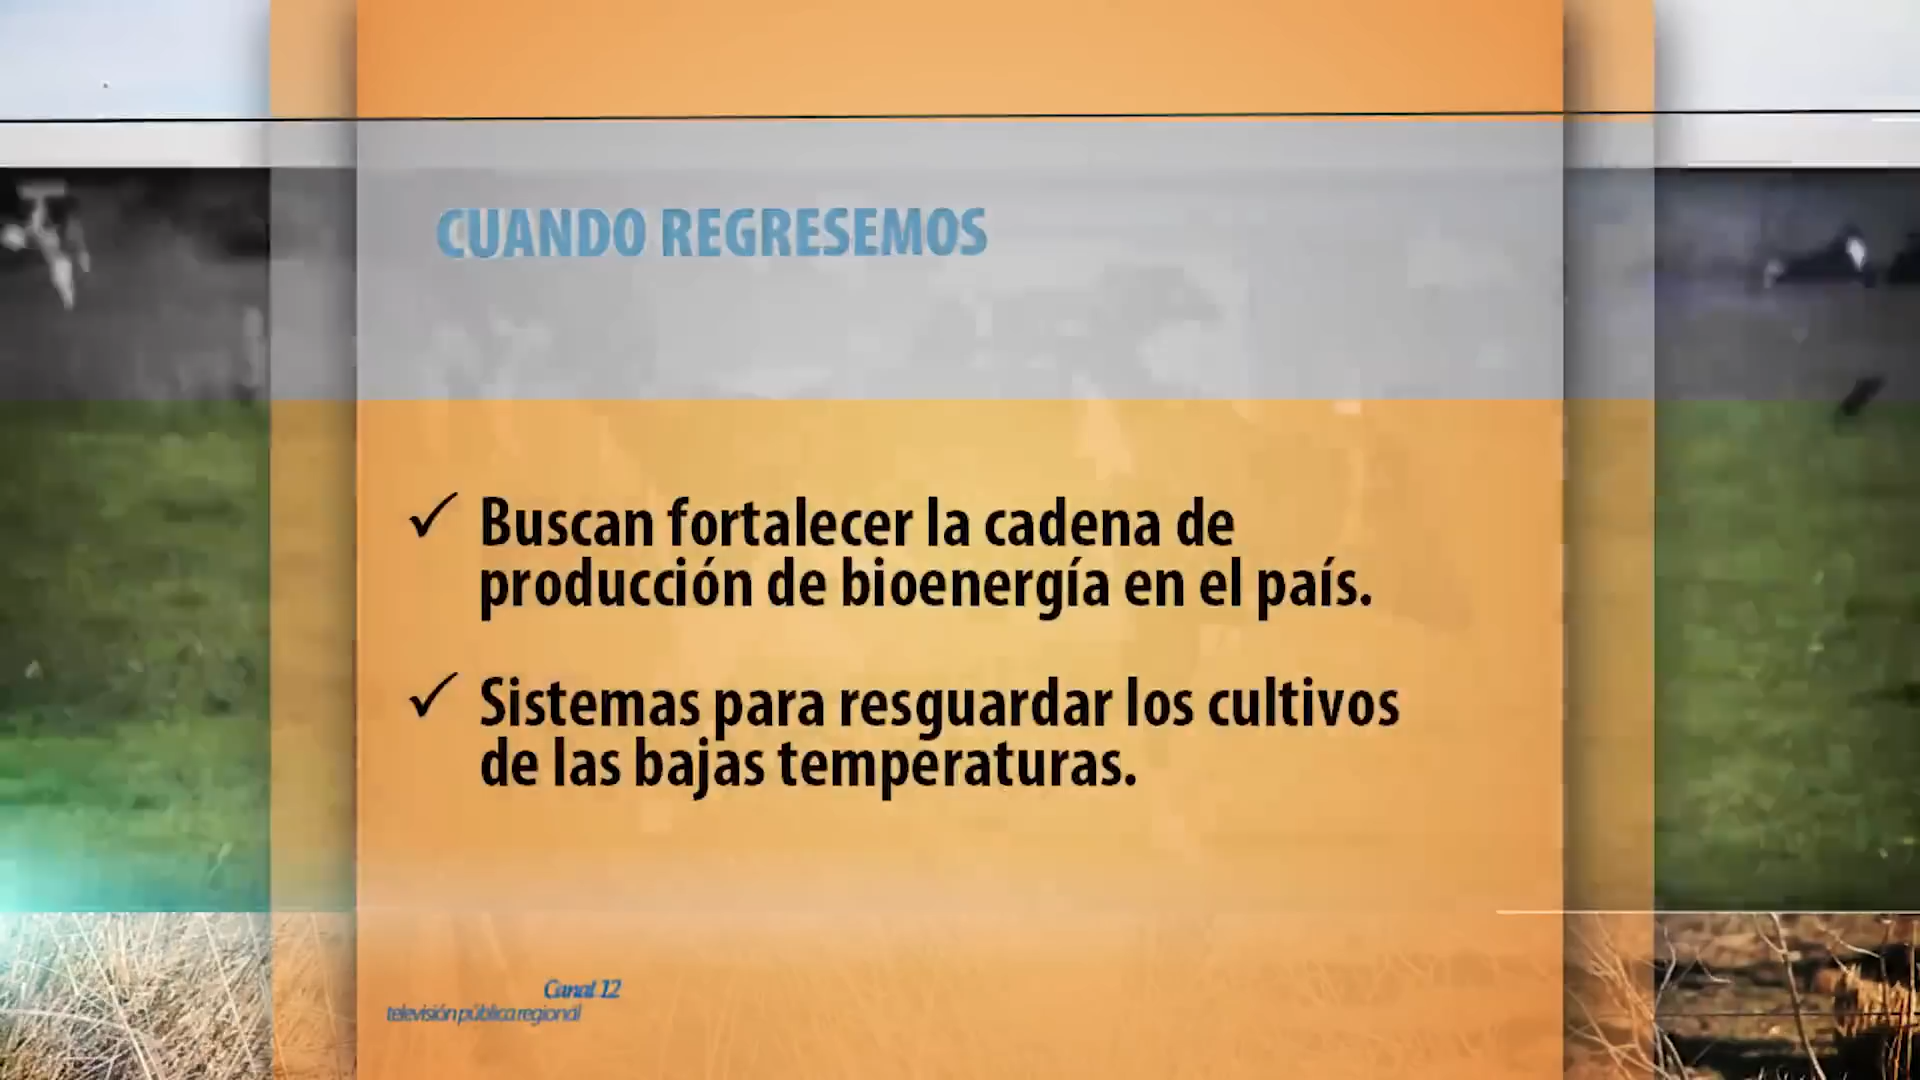 CUANDO REGRESEMOS
✓ Buscan fortalecer la cadena de
producción de bioenergía en el país.
✓ Sistemas para resguardar los cultivos
de las bajas temperaturas.
Canal 12
televisión pública regional